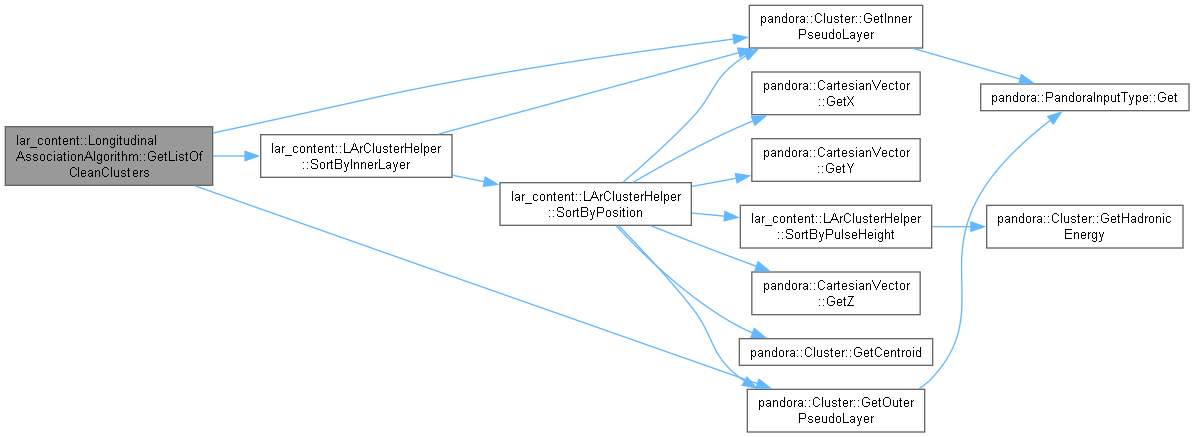 lar_content::Longitudinal
AssociationAlgorithm::GetListOf
CleanClusters
lar_content::LArClusterHelper
::SortByInnerLayer
lar_content::LArClusterHelper
::SortByPosition
pandora::Cluster::GetInner
PseudoLayer
pandora::CartesianVector
::GetX
pandora::CartesianVector
::GetY
lar_content::LArClusterHelper
::SortByPulseHeight
pandora::CartesianVector
::GetZ
pandora::Cluster::GetCentroid
pandora::Cluster::GetOuter
PseudoLayer
pandora::PandoraInputType::Get
pandora::Cluster::GetHadronic
Energy